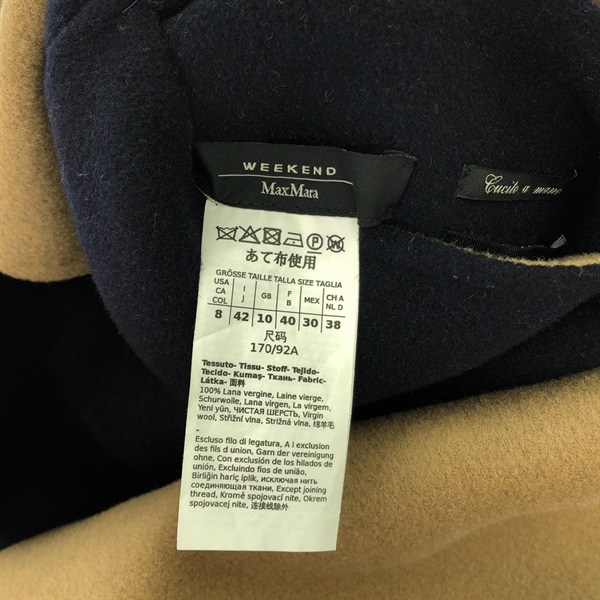 WEEKEND
MaxMara
Cucito a mano
P W
あて布使用
GRÖSSE TAILLE TALLA SIZE TAGLIA
USA CA COL
I J
GB
F B
MEX
CH A NL D
8 42 10 40 30 38
尺码
170/92A
Tessuto- Tissu- Stoff- Tejido-
Tecido- Kumaş- Ткань- Fabric-
Látka- 面料
100% Lana vergine, Laine vierge,
Schurwolle, Lana virgen, La virgem,
Yeni yün, ЧИСТАЯ ШЕРСТЬ, Virgin
wool, Střižní vlna, Strižná vlna, 绵羊毛
-
Escluso filo di legatura, A l exclusion
des fils d union, Garn der vereinigung
ohne, Con exclusión de los hilados de
unión, Excluindo fios de união,
Birliğin hariç iplik, исключая нить
соединяющая ткани, Except joining
thread, Kromě spojovací nite, Okrem
spojovacej nite, 连接线除外